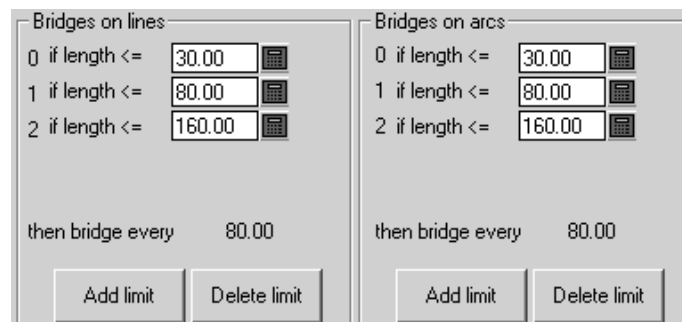 Bridges on lines
0 if length <= 30.00
1 if length <= 80.00
2 if length <= 160.00
then bridge every 80.00
Add limit Delete limit
Bridges on arcs
0 if length <= 30.00
1 if length <= 80.00
2 if length <= 160.00
then bridge every 80.00
Add limit Delete limit